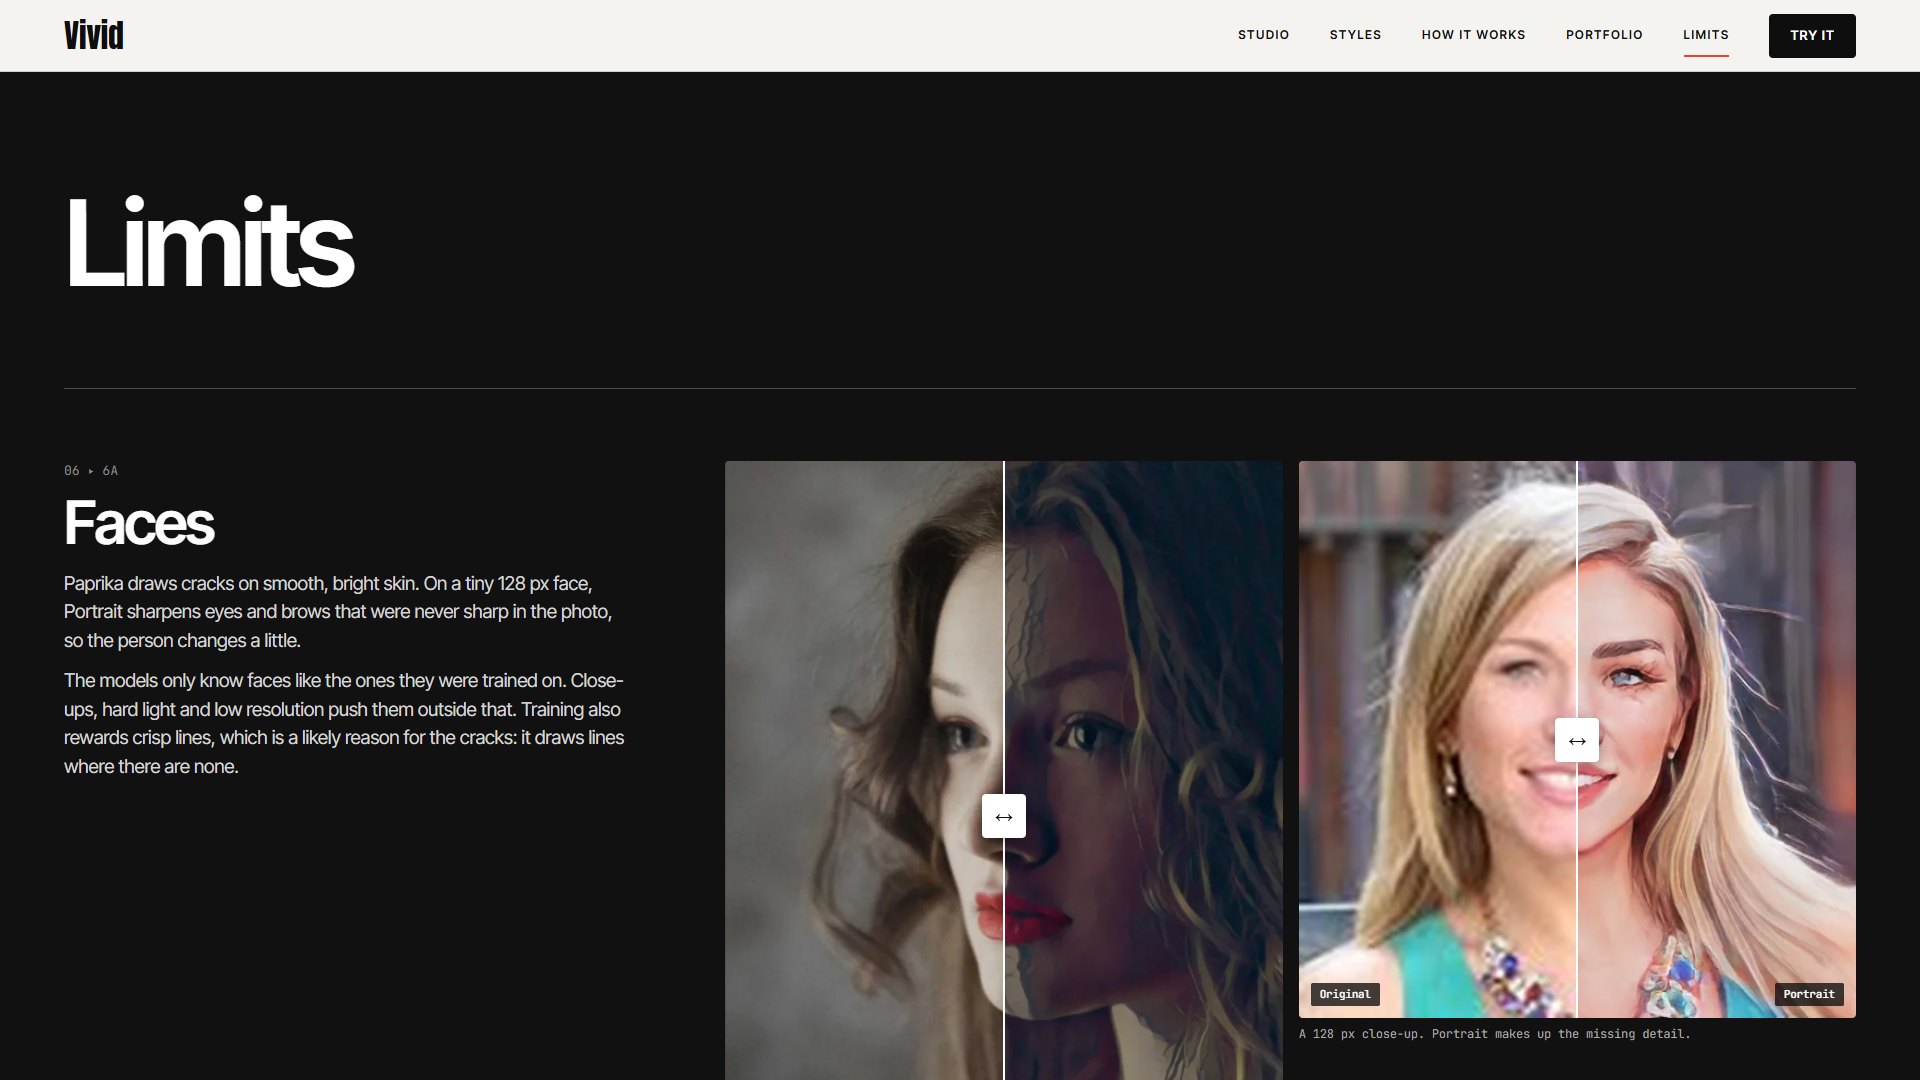 Vivid
STUDIO
STYLES
HOW IT WORKS
PORTFOLIO
LIMITS
TRY IT
Limits
06 ▸ 6A
Faces
Paprika draws cracks on smooth, bright skin. On a tiny 128 px face,
Portrait sharpens eyes and brows that were never sharp in the photo,
so the person changes a little.
The models only know faces like the ones they were trained on. Close-
ups, hard light and low resolution push them outside that. Training also
rewards crisp lines, which is a likely reason for the cracks: it draws lines
where there are none.
Original
Portrait
A 128 px close-up. Portrait makes up the missing detail.